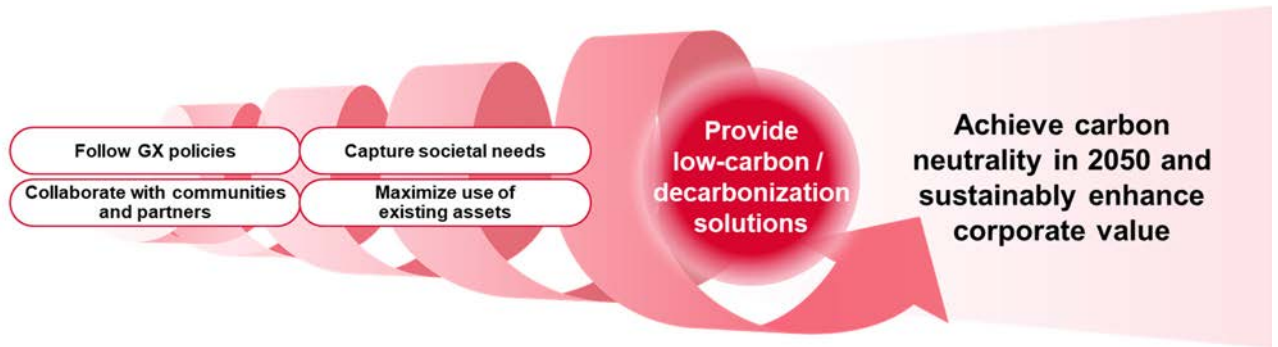 Follow GX policies
Capture societal needs
Collaborate with communities
and partners
Maximize use of
existing assets
Provide
low-carbon /
decarbonization
solutions
Achieve carbon
neutrality in 2050 and
sustainably enhance
corporate value